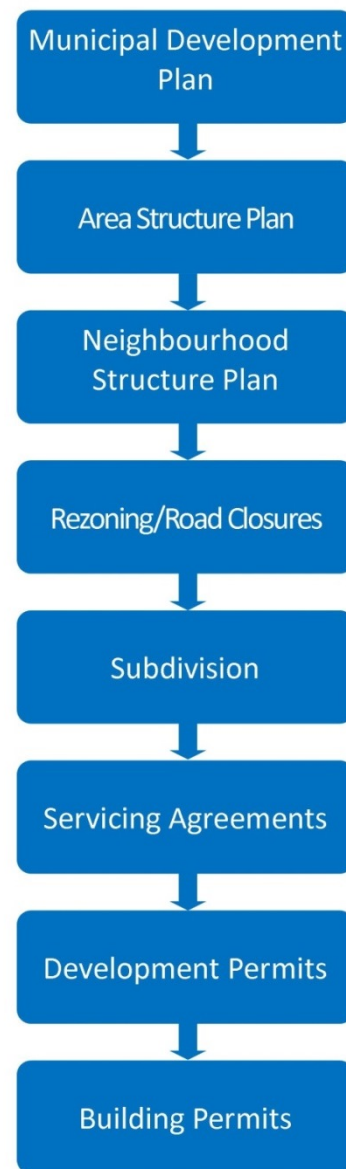 Municipal Development
Plan
Area Structure Plan
Neighbourhood
Structure Plan
Rezoning/Road Closures
Subdivision
Servicing Agreements
Development Permits
Building Permits